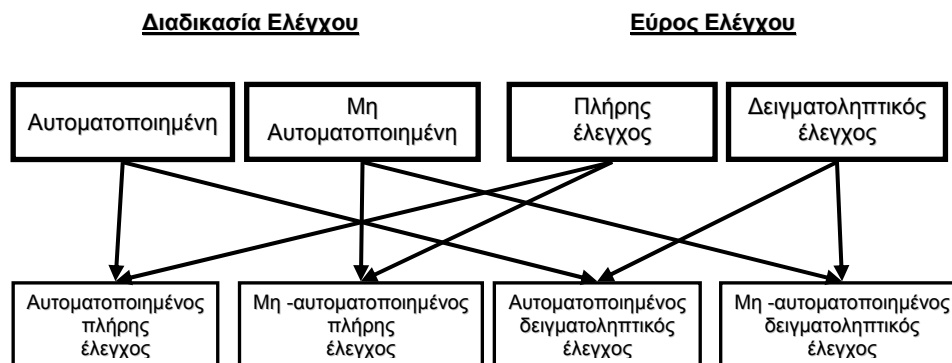 Διαδικασία Ελέγχου
Εύρος Ελέγχου
Αυτοματοποιημένη
Μη
Αυτοματοποιημένη
Πλήρης
έλεγχος
Δειγματοληπτικός
έλεγχος
Αυτοματοποιημένος
πλήρης
έλεγχος
Μη -αυτοματοποιημένος
πλήρης
έλεγχος
Αυτοματοποιημένος
δειγματοληπτικός
έλεγχος
Μη -αυτοματοποιημένος
δειγματοληπτικός
έλεγχος